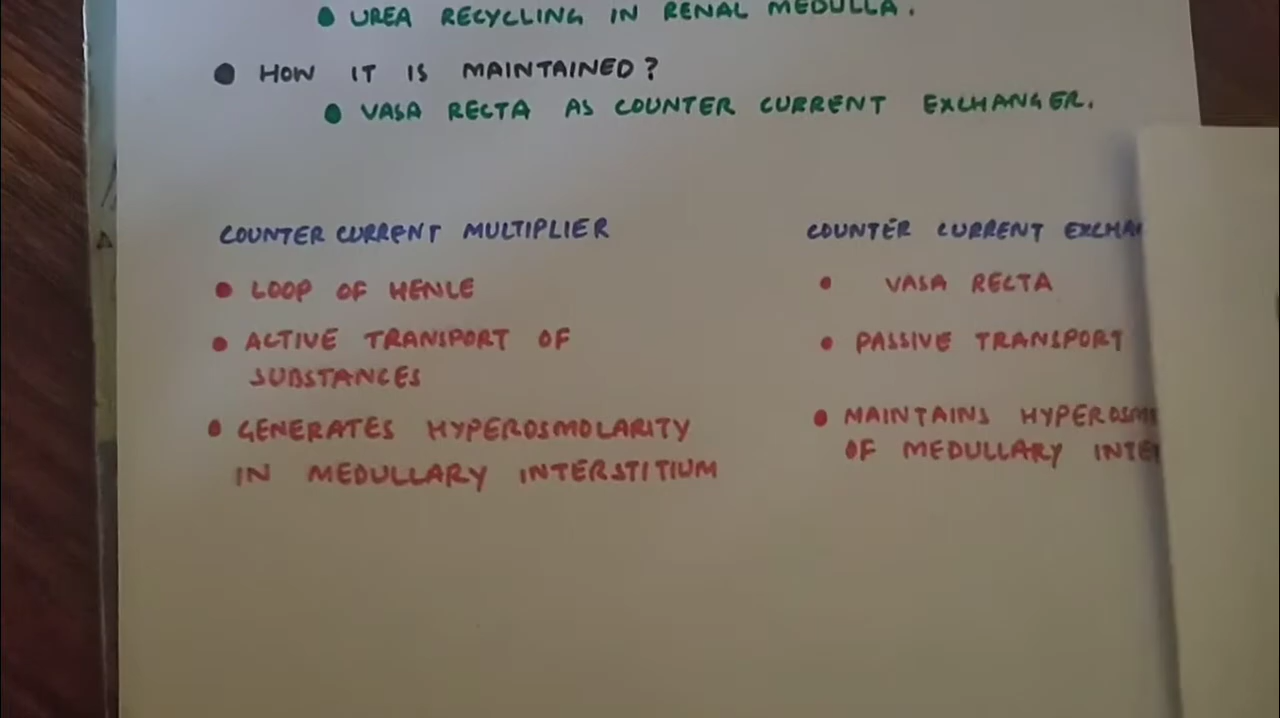 UREA RECYCLING IN RENAL MEDULLA.
HOW IT IS MAINTAINED?
VASA RECTA AS COUNTER CURRENT EXCHANGER.
COUNTER CURRENT MULTIPLIER
LOOP OF HENLE
ACTIVE TRANSPORT OF
SUBSTANCES
GENERATES HYPEROSMOLARITY
IN MEDULLARY INTERSTITIUM
COUNTER CURRENT
VASA RECTA
PASSIVE TRANSPORT
MAINTAINS
OF MEDULLARY